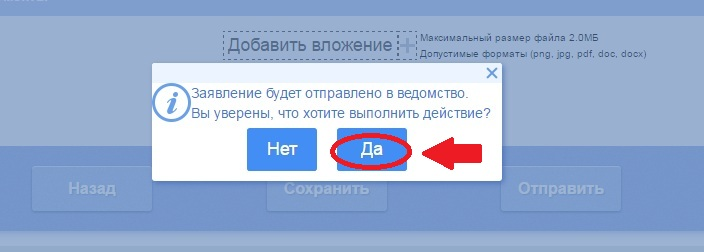 Добавить вложение +
Максимальный размер файла 2.0МБ
Допустимые форматы (png, jpg, pdf, doc, docx)
Заявление будет отправлено в ведомство.
Вы уверены, что хотите выполнить действие?
Нет
Да
Назад
Сохранить
Отправить